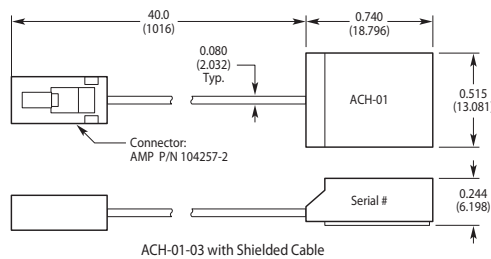 40.0
(1016)
0.740
(18.796)
0.080
(2.032)
Typ.
ACH-01
0.515
(13.081)
Connector:
AMP P/N 104257-2
Serial #
0.244
(6.198)
ACH-01-03 with Shielded Cable